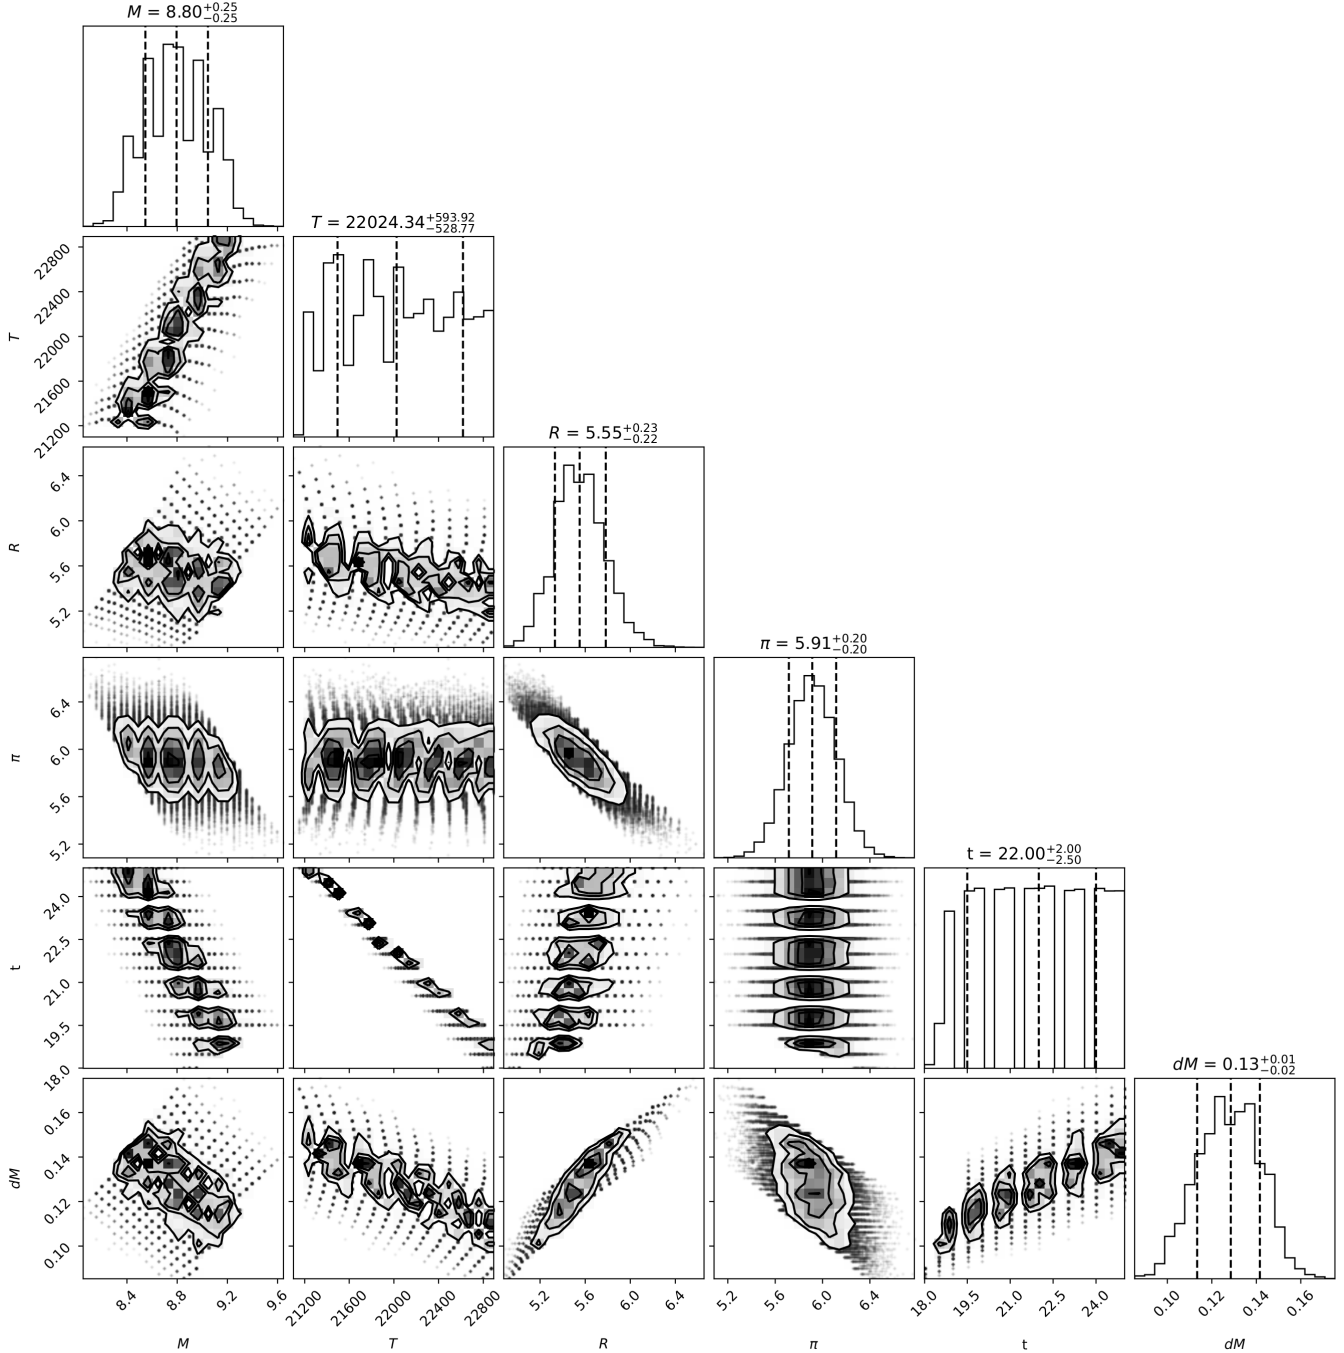 M = 8.80+0.25−0.25
T = 22024.34+593.92−528.77
22800
22400
22000
21600
21200
T
R = 5.55+0.23−0.22
6.4
6.0
5.6
5.2
R
π = 5.91+0.20−0.20
6.4
6.0
5.6
5.2
π
t = 22.00+2.00−2.50
24.0
22.5
21.0
19.5
18.0
t
dM = 0.13+0.01−0.02
0.16
0.14
0.12
0.10
dM
8.4 8.8 9.2 9.6
21200 21600 22000 22400 22800
5.2 5.6 6.0 6.4
5.2 5.6 6.0 6.4
18.0 19.5 21.0 22.5 24.0
0.10 0.12 0.14 0.16
M T R π t dM